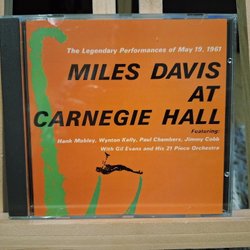 The Legendary Performances of May 19, 1961
MILES DAVIS
AT
CARNEGIE HALL
Featuring:
Hank Mobley, Wynton Kelly, Paul Chambers, Jimmy Cobb
With Gil Evans and His 21 Piece Orchestra